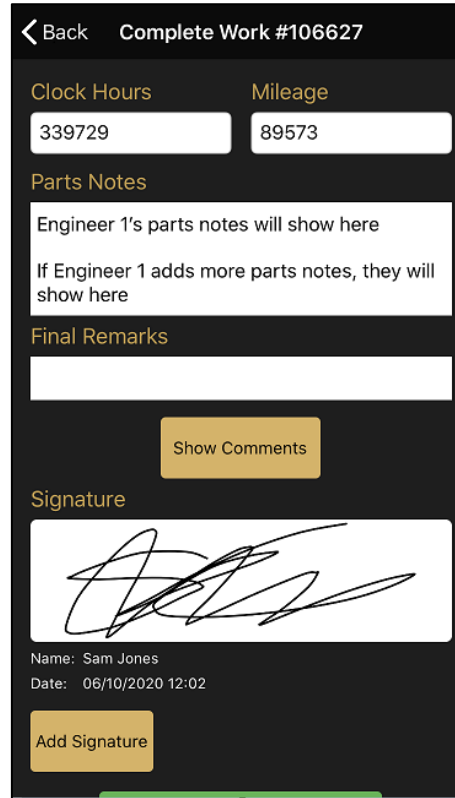 Back Complete Work #106627
Clock Hours Mileage
339729 89573
Parts Notes
Engineer 1's parts notes will show here
If Engineer 1 adds more parts notes, they will
show here
Final Remarks
Show Comments
Signature
Name: Sam Jones
Date: 06/10/2020 12:02
Add Signature